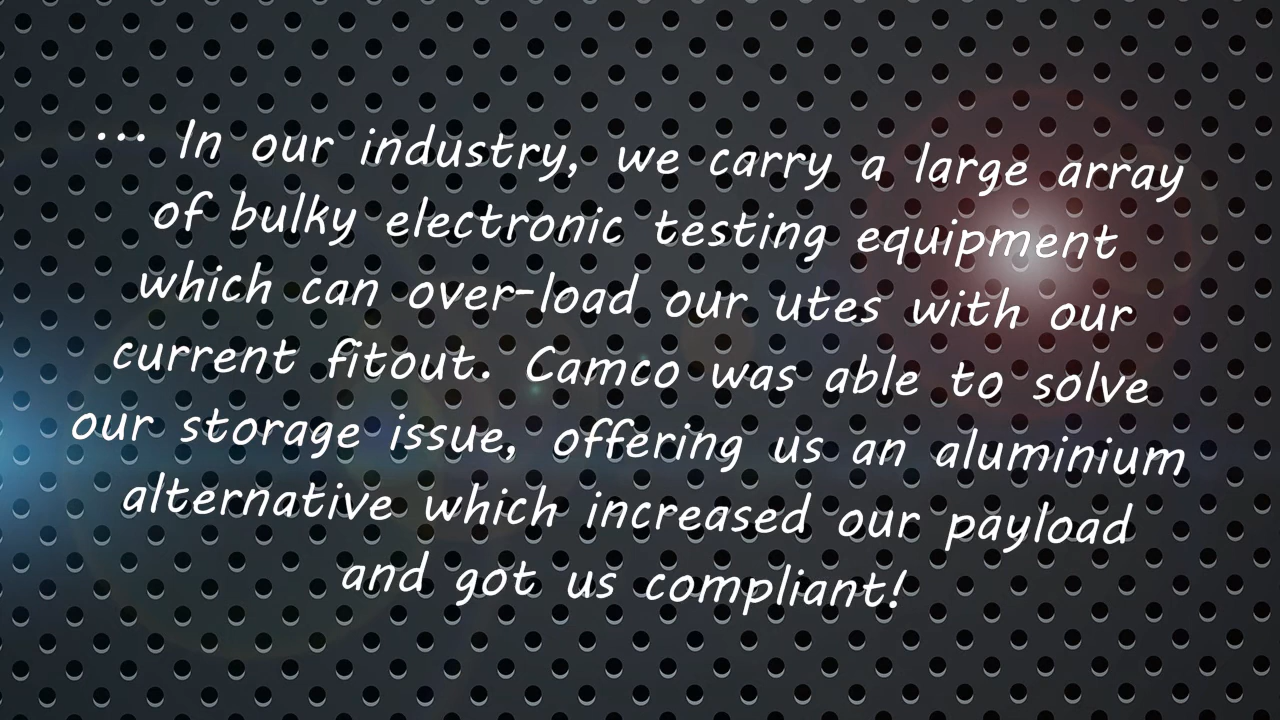 ... In our industry, we carry a large array
of bulky electronic testing equipment
which can over-load our utes with our
current fitout. Camco was able to solve
our storage issue, offering us an aluminium
alternative which increased our payload
and got us compliant!